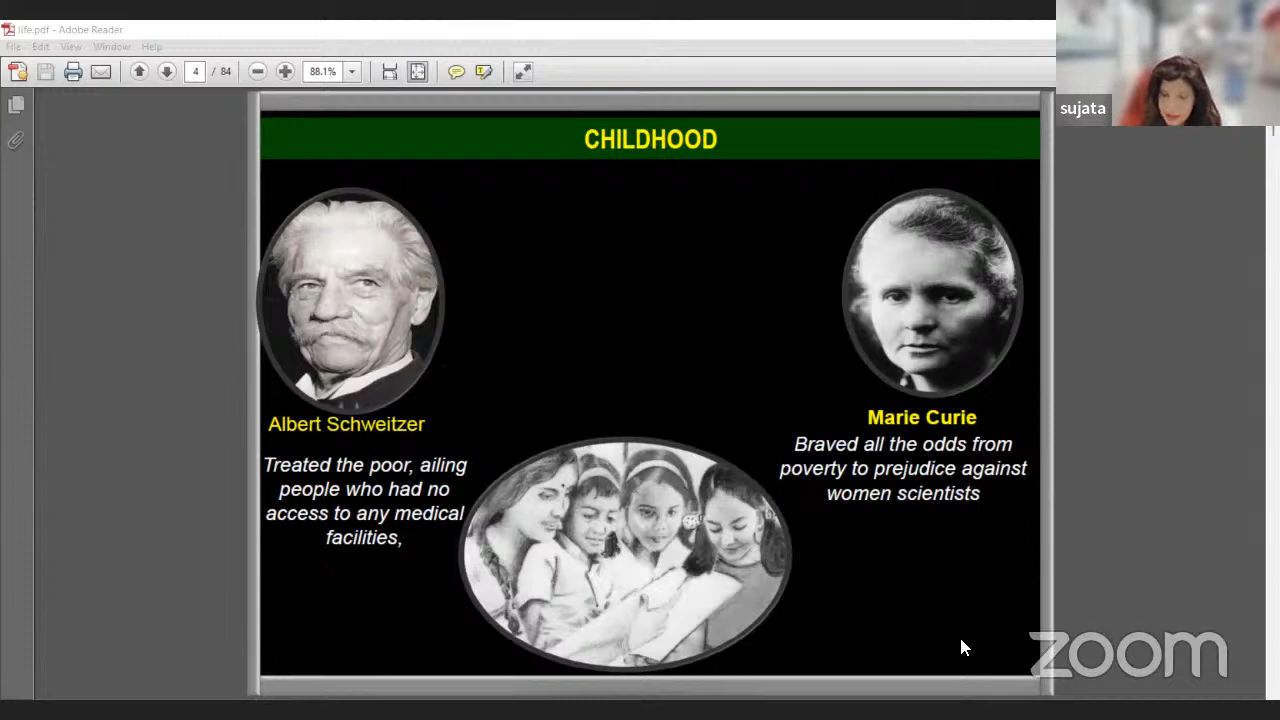 life.pdf - Adobe Reader
File Edit View Window Help
4 / 84 88.1%
sujata
CHILDHOOD
Albert Schweitzer
Treated the poor, ailing
people who had no
access to any medical
facilities,
Marie Curie
Braved all the odds from
poverty to prejudice against
women scientists
zoom